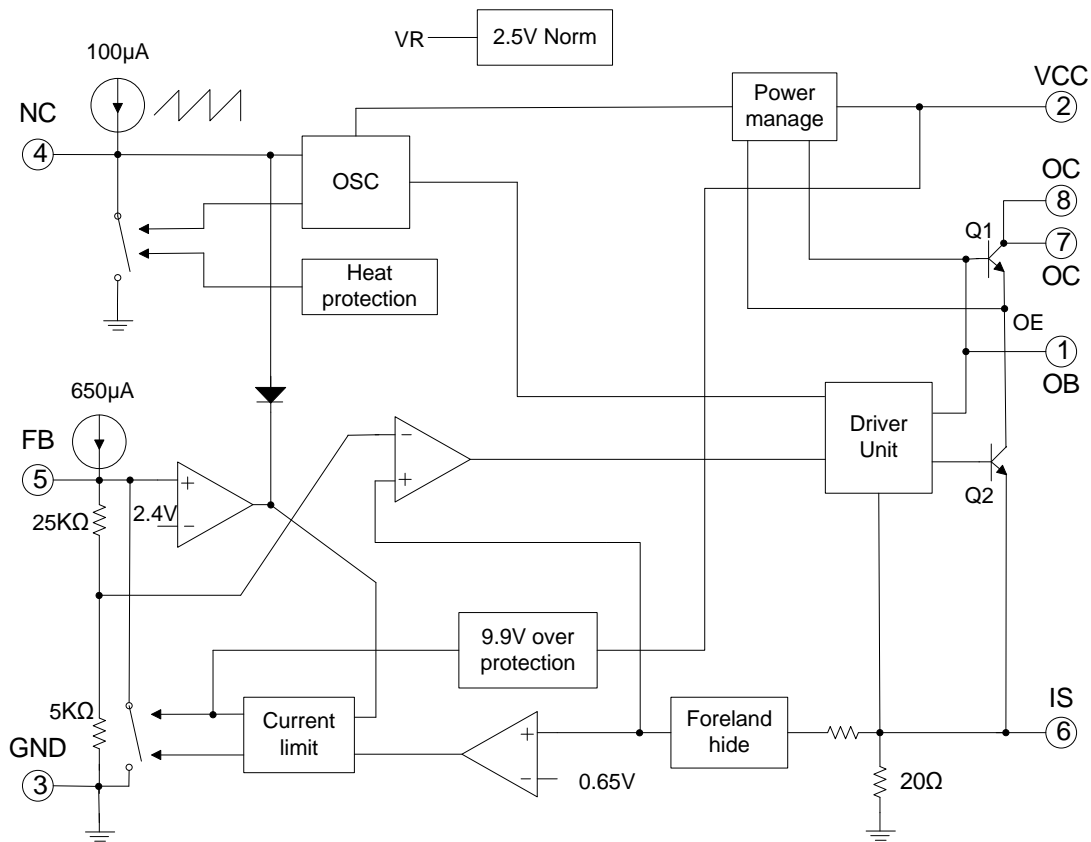 VR
2.5V Norm
100µA
NC
4
OSC
Power
manage
VCC
2
OC
8
Q1
7
OC
Heat
protection
OE
1
OB
650µA
FB
5
25KΩ
+
2.4V
−
−
+
Driver
Unit
Q2
9.9V over
protection
5KΩ
GND
3
Current
limit
+
−
0.65V
Foreland
hide
IS
6
20Ω